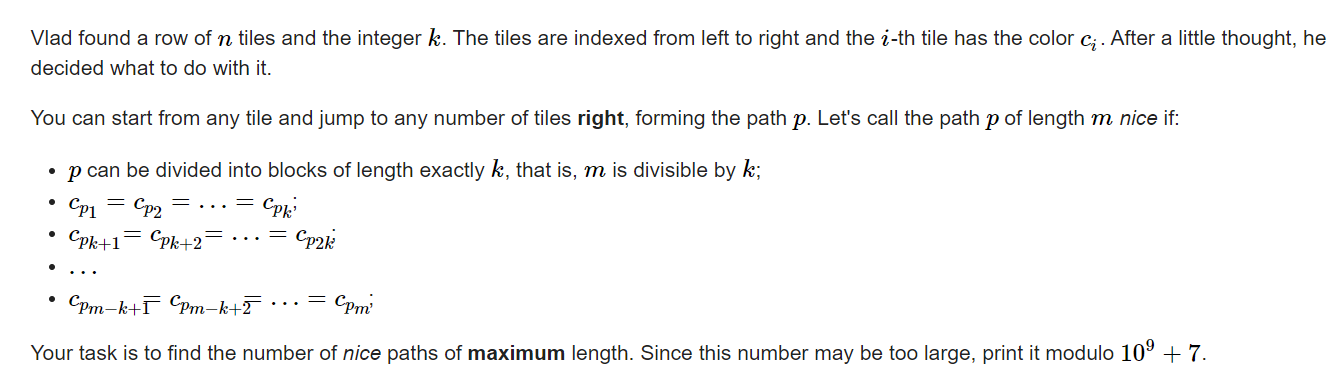 Vlad found a row of n tiles and the integer k. The tiles are indexed from left to right and the i-th tile has the color c_i. After a little thought, he
decided what to do with it.
You can start from any tile and jump to any number of tiles right, forming the path p. Let's call the path p of length m nice if:
• p can be divided into blocks of length exactly k, that is, m is divisible by k;
• c_{p_1} = c_{p_2} = … = c_{p_k};
• c_{p_{k+1}} = c_{p_{k+2}} = … = c_{p_{2k}};
• …
• c_{p_{m-k+1}} = c_{p_{m-k+2}} = … = c_{p_m};
Your task is to find the number of nice paths of maximum length. Since this number may be too large, print it modulo 10^9 + 7.